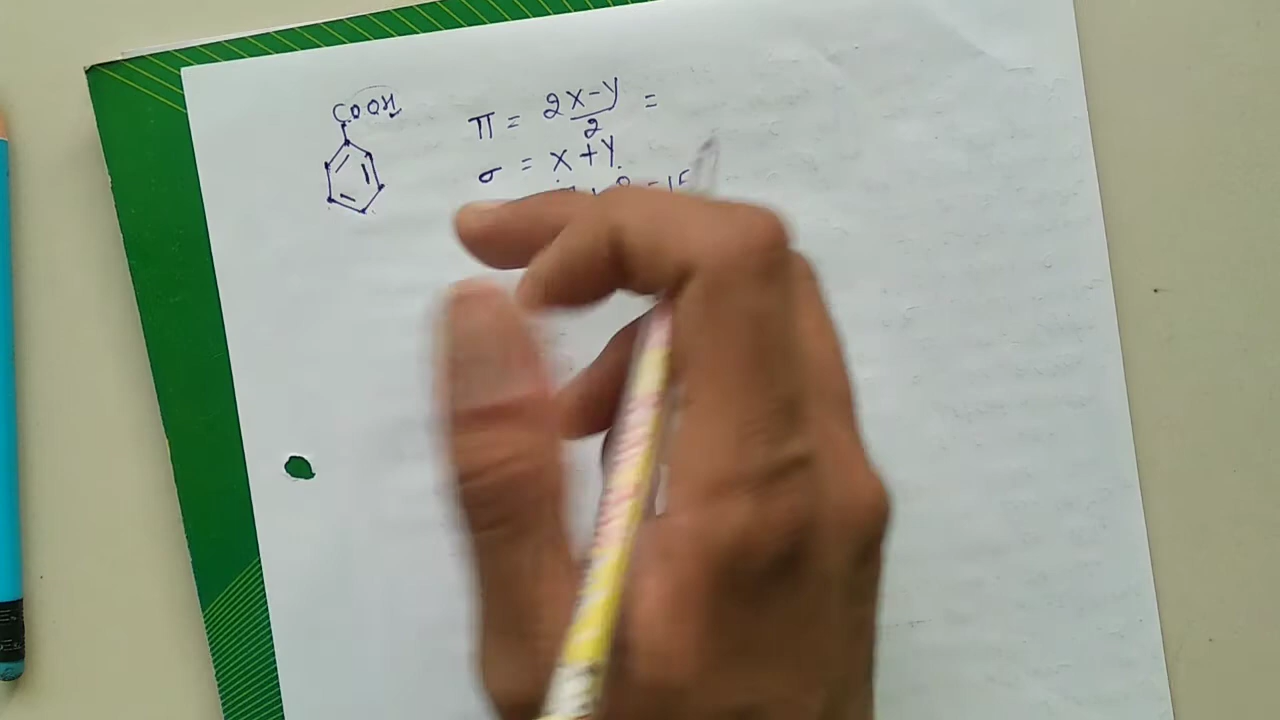 COOH
π = 2x-y/2 =
σ = x+y